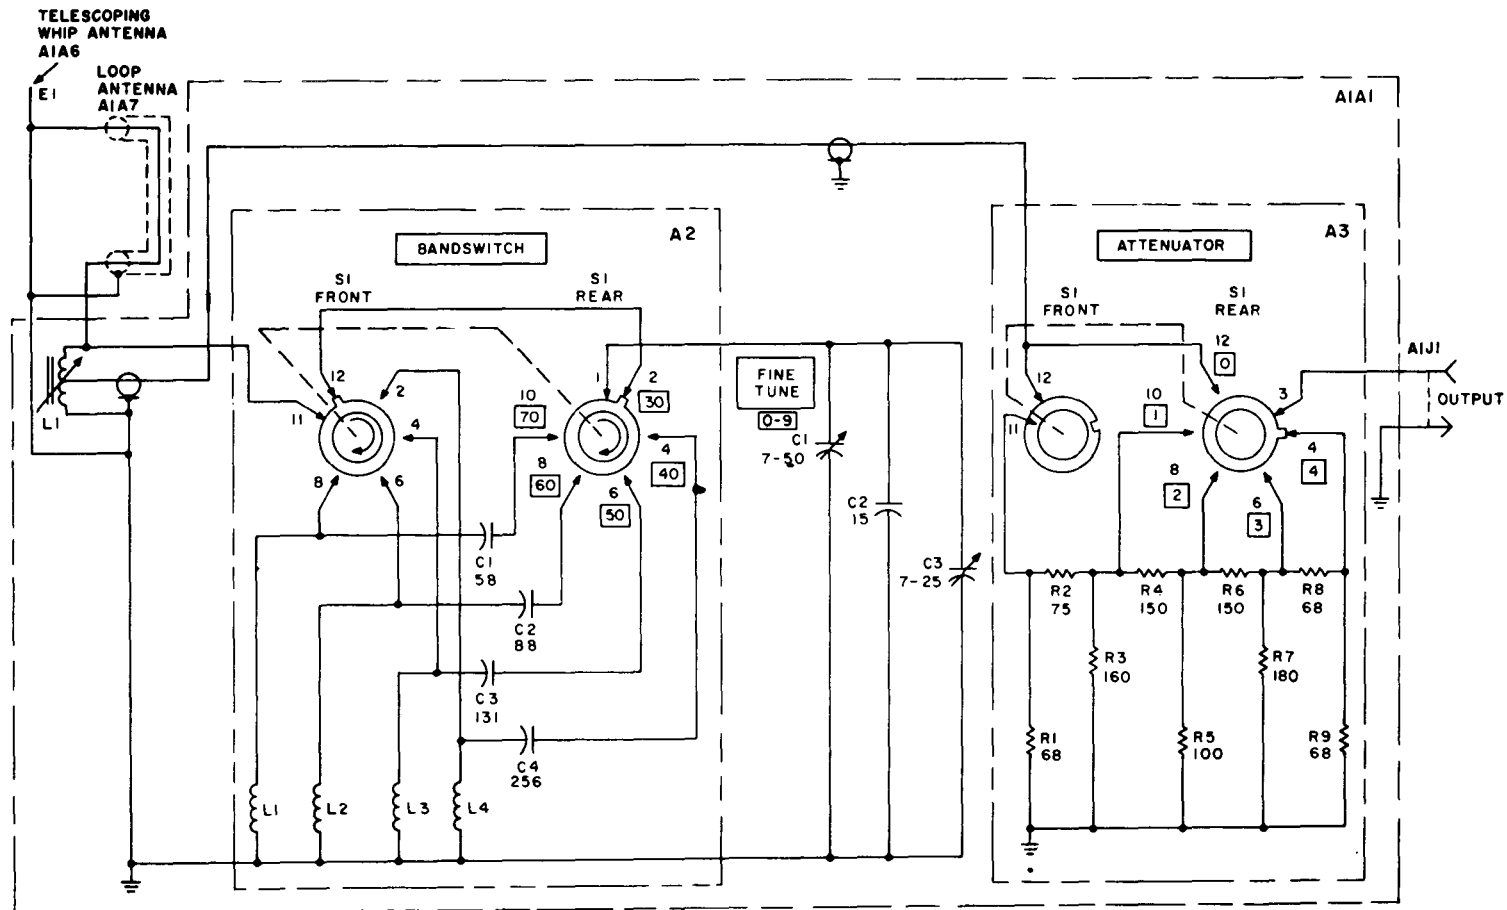 TELESCOPING
WHIP ANTENNA
A1A6
LOOP
ANTENNA
A1A7
E1
A1A1
BANDSWITCH
A2
ATTENUATOR
A3
S1
FRONT
S1
REAR
S1
FRONT
S1
REAR
L1
12
2
11
4
8
6
10
70
1
2
30
8
60
4
40
6
50
FINE
TUNE
0-9
C1
7-50
C2
15
C3
7-25
12
11
12
0
10
1
3
8
2
4
4
6
3
A1J1
OUTPUT
C1
58
C2
88
C3
131
C4
256
L1
L2
L3
L4
R2
75
R4
150
R6
150
R8
68
R3
160
R7
180
R1
68
R5
100
R9
68